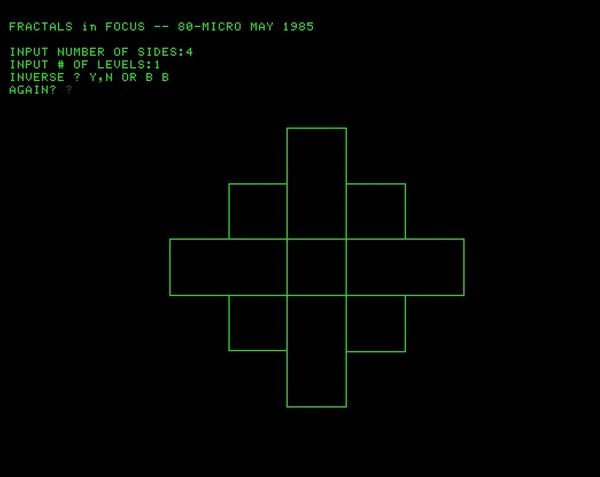 FRACTALS in FOCUS -- 80-MICRO MAY 1985
INPUT NUMBER OF SIDES:4
INPUT # OF LEVELS:1
INVERSE ? Y,N OR B B
AGAIN? ?